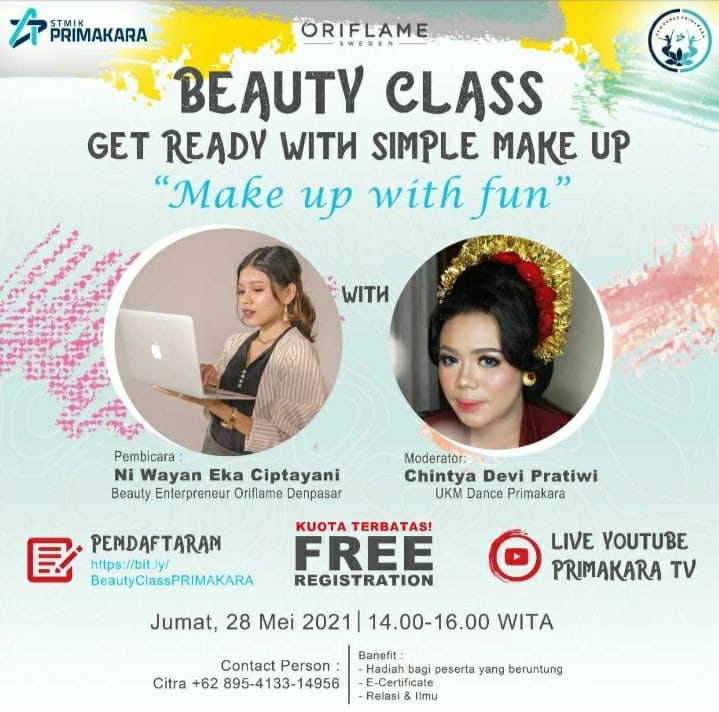 STMIK
PRIMAKARA
ORIFLAME
SWEDEN
BEAUTY CLASS
GET READY WITH SIMPLE MAKE UP
“Make up with fun”
WITH
Pembicara :
Ni Wayan Eka Ciptayani
Beauty Enterpreneur Oriflame Denpasar
Moderator:
Chintya Devi Pratiwi
UKM Dance Primakara
PENDAFTARAN
https://bit.ly/
BeautyClassPRIMAKARA
KUOTA TERBATAS!
FREE
REGISTRATION
LIVE YOUTUBE
PRIMAKARA TV
Jumat, 28 Mei 2021| 14.00-16.00 WITA
Contact Person :
Citra +62 895-4133-14956
Benefit :
- Hadiah bagi peserta yang beruntung
- E-Certificate
- Relasi & Ilmu